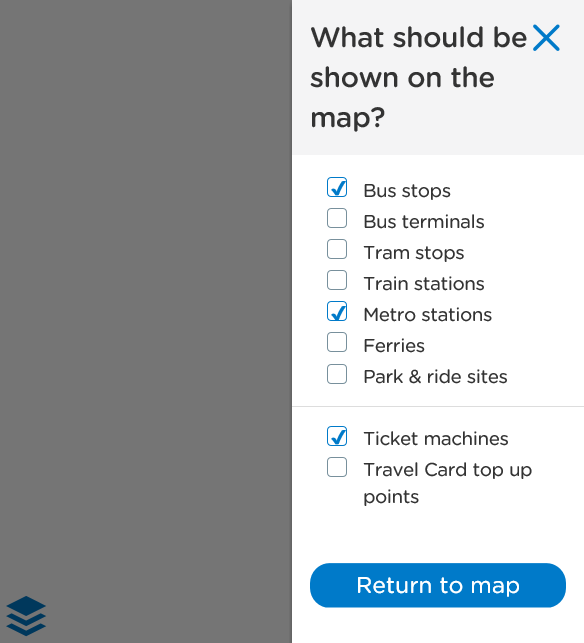 What should be
shown on the
map?
Bus stops
Bus terminals
Tram stops
Train stations
Metro stations
Ferries
Park & ride sites
Ticket machines
Travel Card top up
points
Return to map